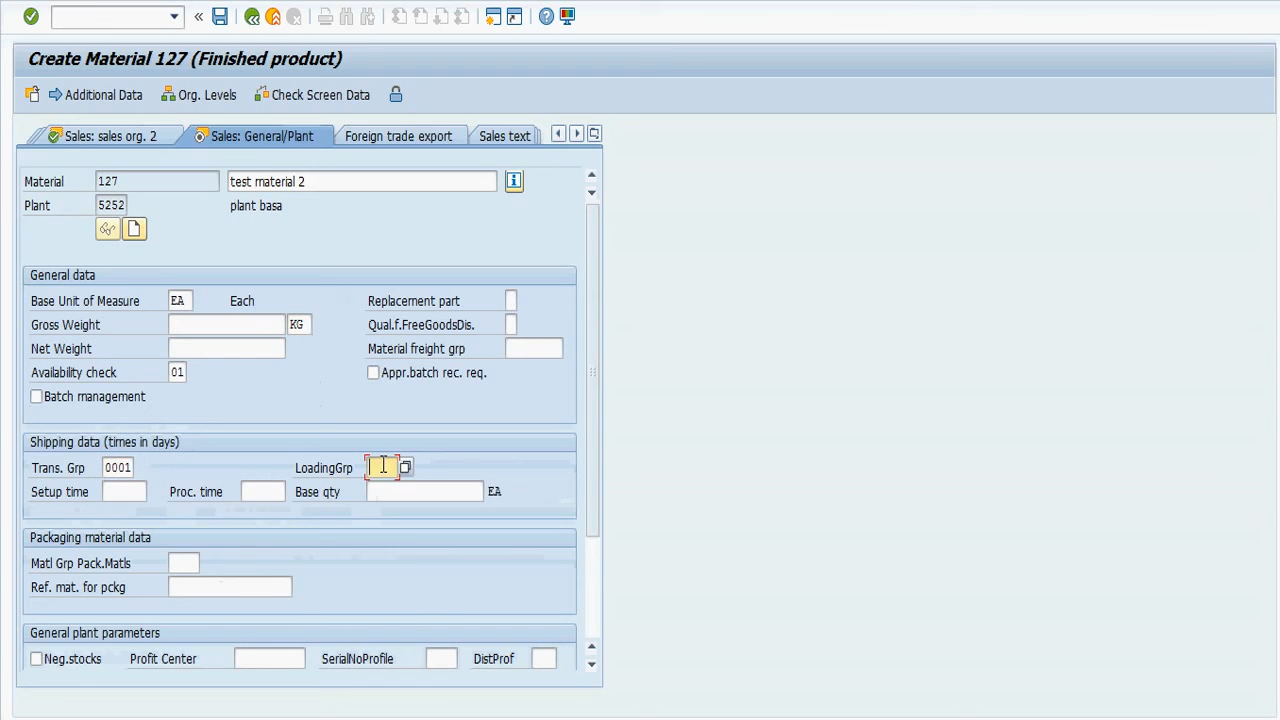 Create Material 127 (Finished product)
Additional Data Org. Levels Check Screen Data
Sales: sales org. 2 Sales: General/Plant Foreign trade export Sales text
Material 127 test material 2
Plant 5252 plant basa
General data
Base Unit of Measure EA Each Replacement part
Gross Weight KG Qual.f.FreeGoodsDis.
Net Weight Material freight grp
Availability check 01 Appr.batch rec. req.
Batch management
Shipping data (times in days)
Trans. Grp 0001 LoadingGrp
Setup time Proc. time Base qty EA
Packaging material data
Matl Grp Pack.Matls
Ref. mat. for pckg
General plant parameters
Neg.stocks Profit Center SerialNoProfile DistProf